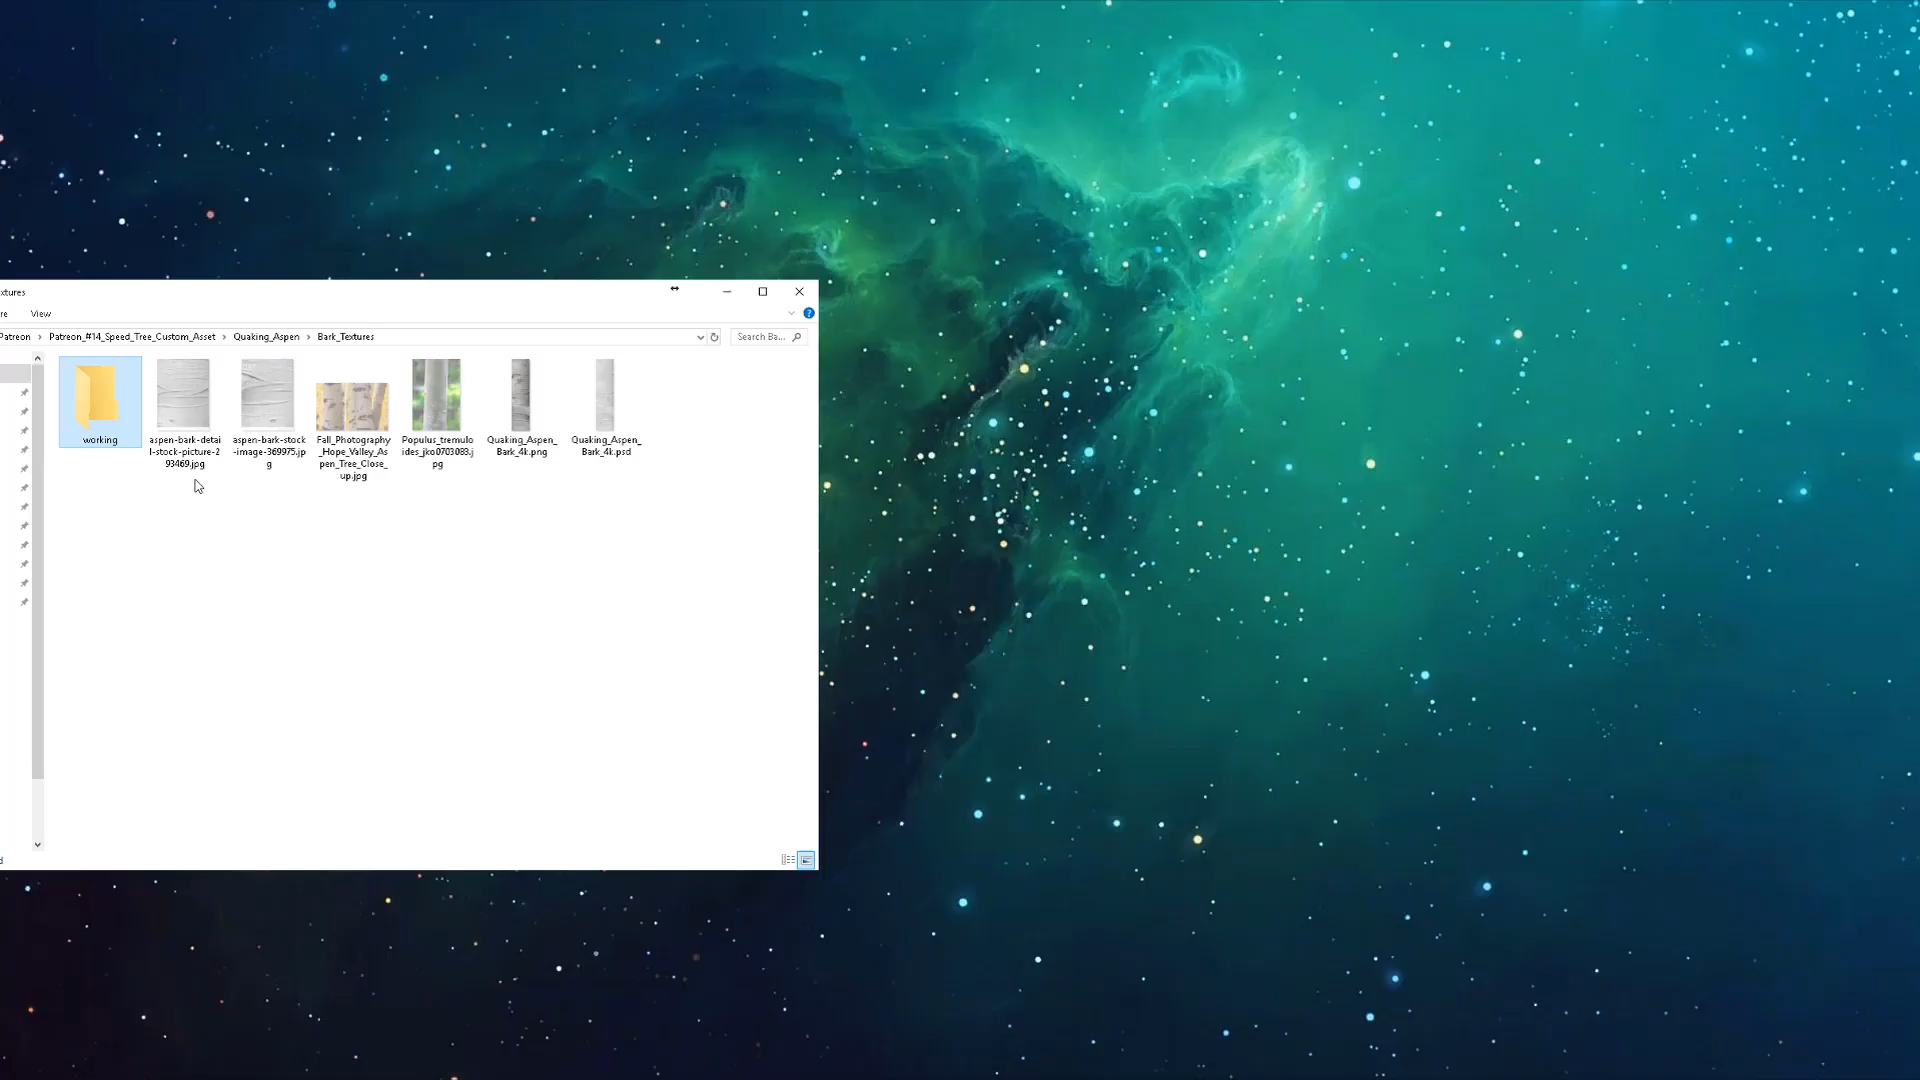 xtures
re View
Patreon > Patreon_#14_Speed_Tree_Custom_Asset > Quaking_Aspen > Bark_Textures
Search Ba...
working
aspen-bark-detai
l-stock-picture-2
93469.jpg
aspen-bark-stock
-image-369975.jp
g
Fall_Photography
_Hope_Valley_As
pen_Tree_Close_
up.jpg
Populus_tremulo
ides_jko0703083.j
pg
Quaking_Aspen_
Bark_4k.png
Quaking_Aspen_
Bark_4k.psd
d